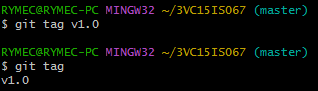 RYMEC@RYMEC-PC MINGW32 ~/3VC15IS067 (master)
$ git tag v1.0
RYMEC@RYMEC-PC MINGW32 ~/3VC15IS067 (master)
$ git tag
v1.0